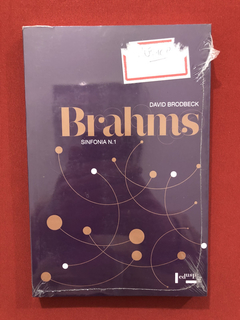 DAVID BRODBECK
Brahms
SINFONIA N.1